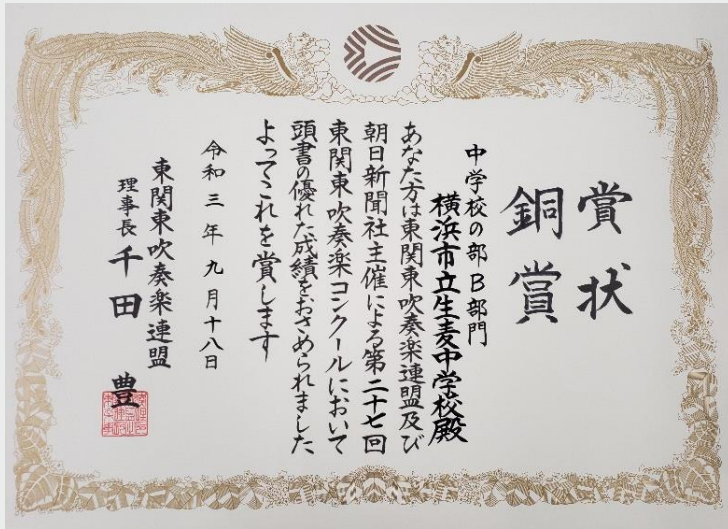 賞状
銅賞
中学校の部 B部門
横浜市立生麦中学校殿
あなた方は東関東吹奏楽連盟及び
朝日新聞社主催による第二十七回
東関東吹奏楽コンクールにおいて
頭書の優れた成績をおさめられました
よってこれを賞します
令和三年九月十八日
東関東吹奏楽連盟
理事長 千田 豊